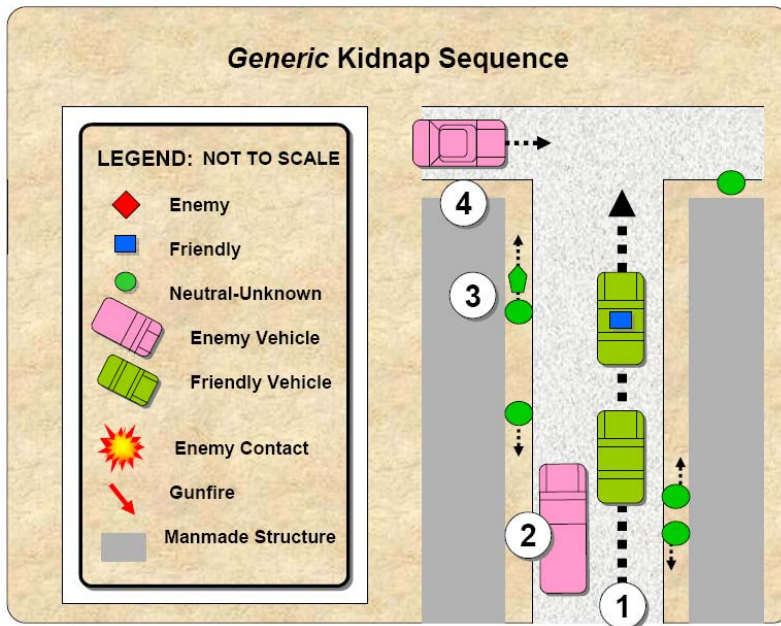 Generic Kidnap Sequence
LEGEND: NOT TO SCALE
Enemy
Friendly
Neutral-Unknown
Enemy Vehicle
Friendly Vehicle
Enemy Contact
Gunfire
Manmade Structure
4
3
2
1